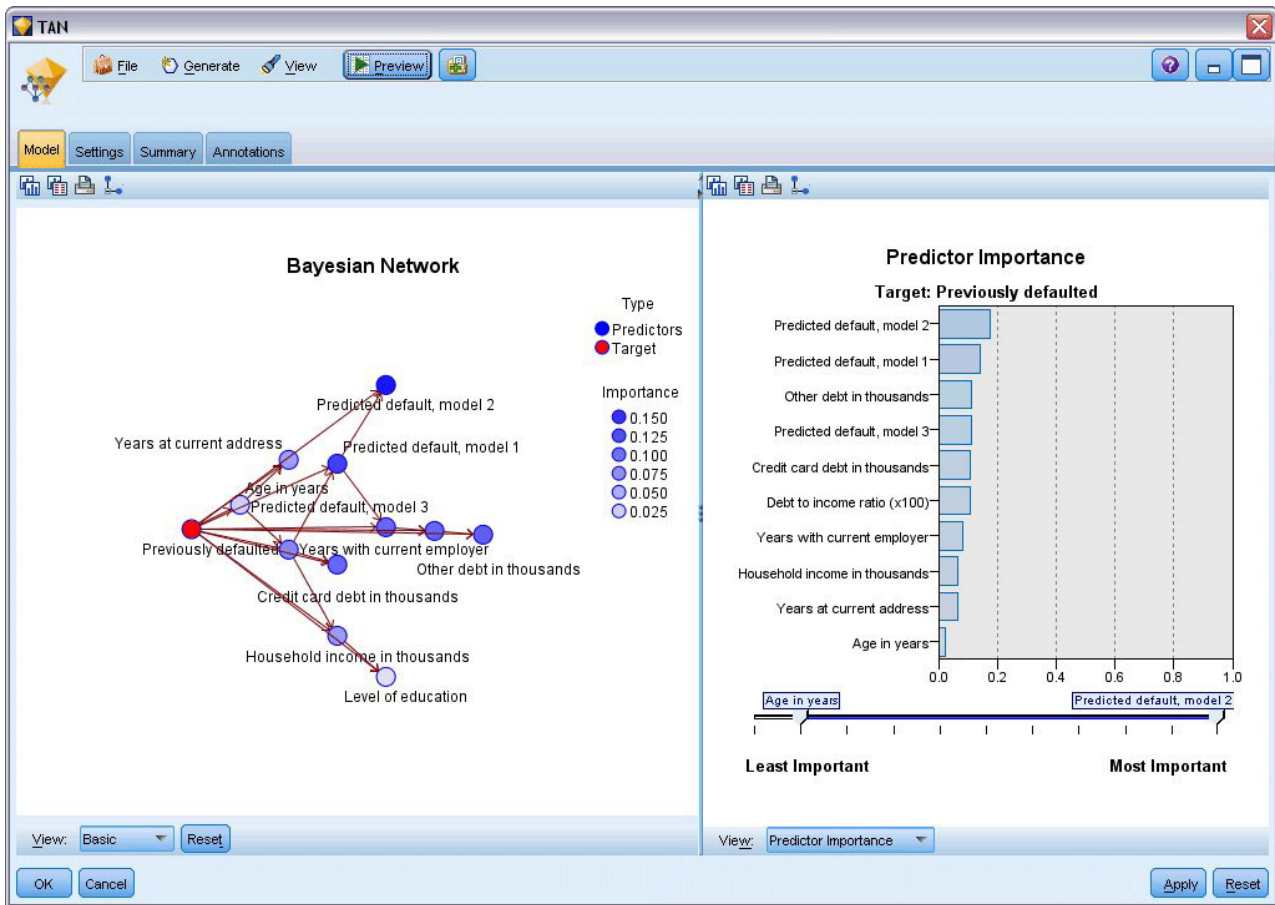 TAN
File Generate View Preview
Model Settings Summary Annotations
Bayesian Network
Type
Predictors
Target
Importance
0.150
0.125
0.100
0.075
0.050
0.025
Predicted default, model 2
Years at current address
Predicted default, model 1
Age in years
Predicted default, model 3
Previously defaulted
Years with current employer
Other debt in thousands
Credit card debt in thousands
Household income in thousands
Level of education
View: Basic Reset
Predictor Importance
Target: Previously defaulted
Predicted default, model 2
Predicted default, model 1
Other debt in thousands
Predicted default, model 3
Credit card debt in thousands
Debt to income ratio (x100)
Years with current employer
Household income in thousands
Years at current address
Age in years
0.0 0.2 0.4 0.6 0.8 1.0
Age in years Predicted default, model 2
Least Important Most Important
View: Predictor Importance
OK Cancel Apply Reset